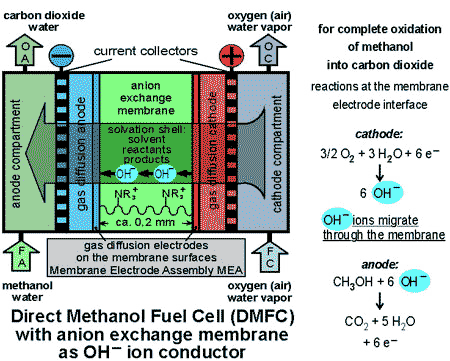 carbon dioxide
water
oxygen (air)
water vapor
O
A
current collectors
O
C
−
+
anode compartment
gas diffusion anode
anion
exchange
membrane
solvation shell:
solvent
reactants
products
OH− OH−
NR3+ NR3+
ca. 0,2 mm
gas diffusion cathode
cathode compartment
F
A
F
C
gas diffusion electrodes
on the membrane surfaces
Membrane Electrode Assembly MEA
methanol
water
oxygen (air)
water vapor
Direct Methanol Fuel Cell (DMFC)
with anion exchange membrane
as OH− ion conductor
for complete oxidation
of methanol
into carbon dioxide
reactions at the membrane
electrode interface
cathode:
3/2 O2 + 3 H2O + 6 e−
6 OH−
OH− ions migrate
through the membrane
anode:
CH3OH + 6 OH−
CO2 + 5 H2O
+ 6 e−